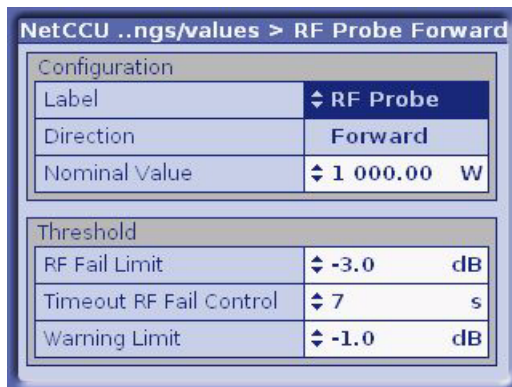 NetCCU ..ngs/values > RF Probe Forward
Configuration
Label RF Probe
Direction Forward
Nominal Value 1 000.00 W
Threshold
RF Fail Limit -3.0 dB
Timeout RF Fail Control 7 s
Warning Limit -1.0 dB